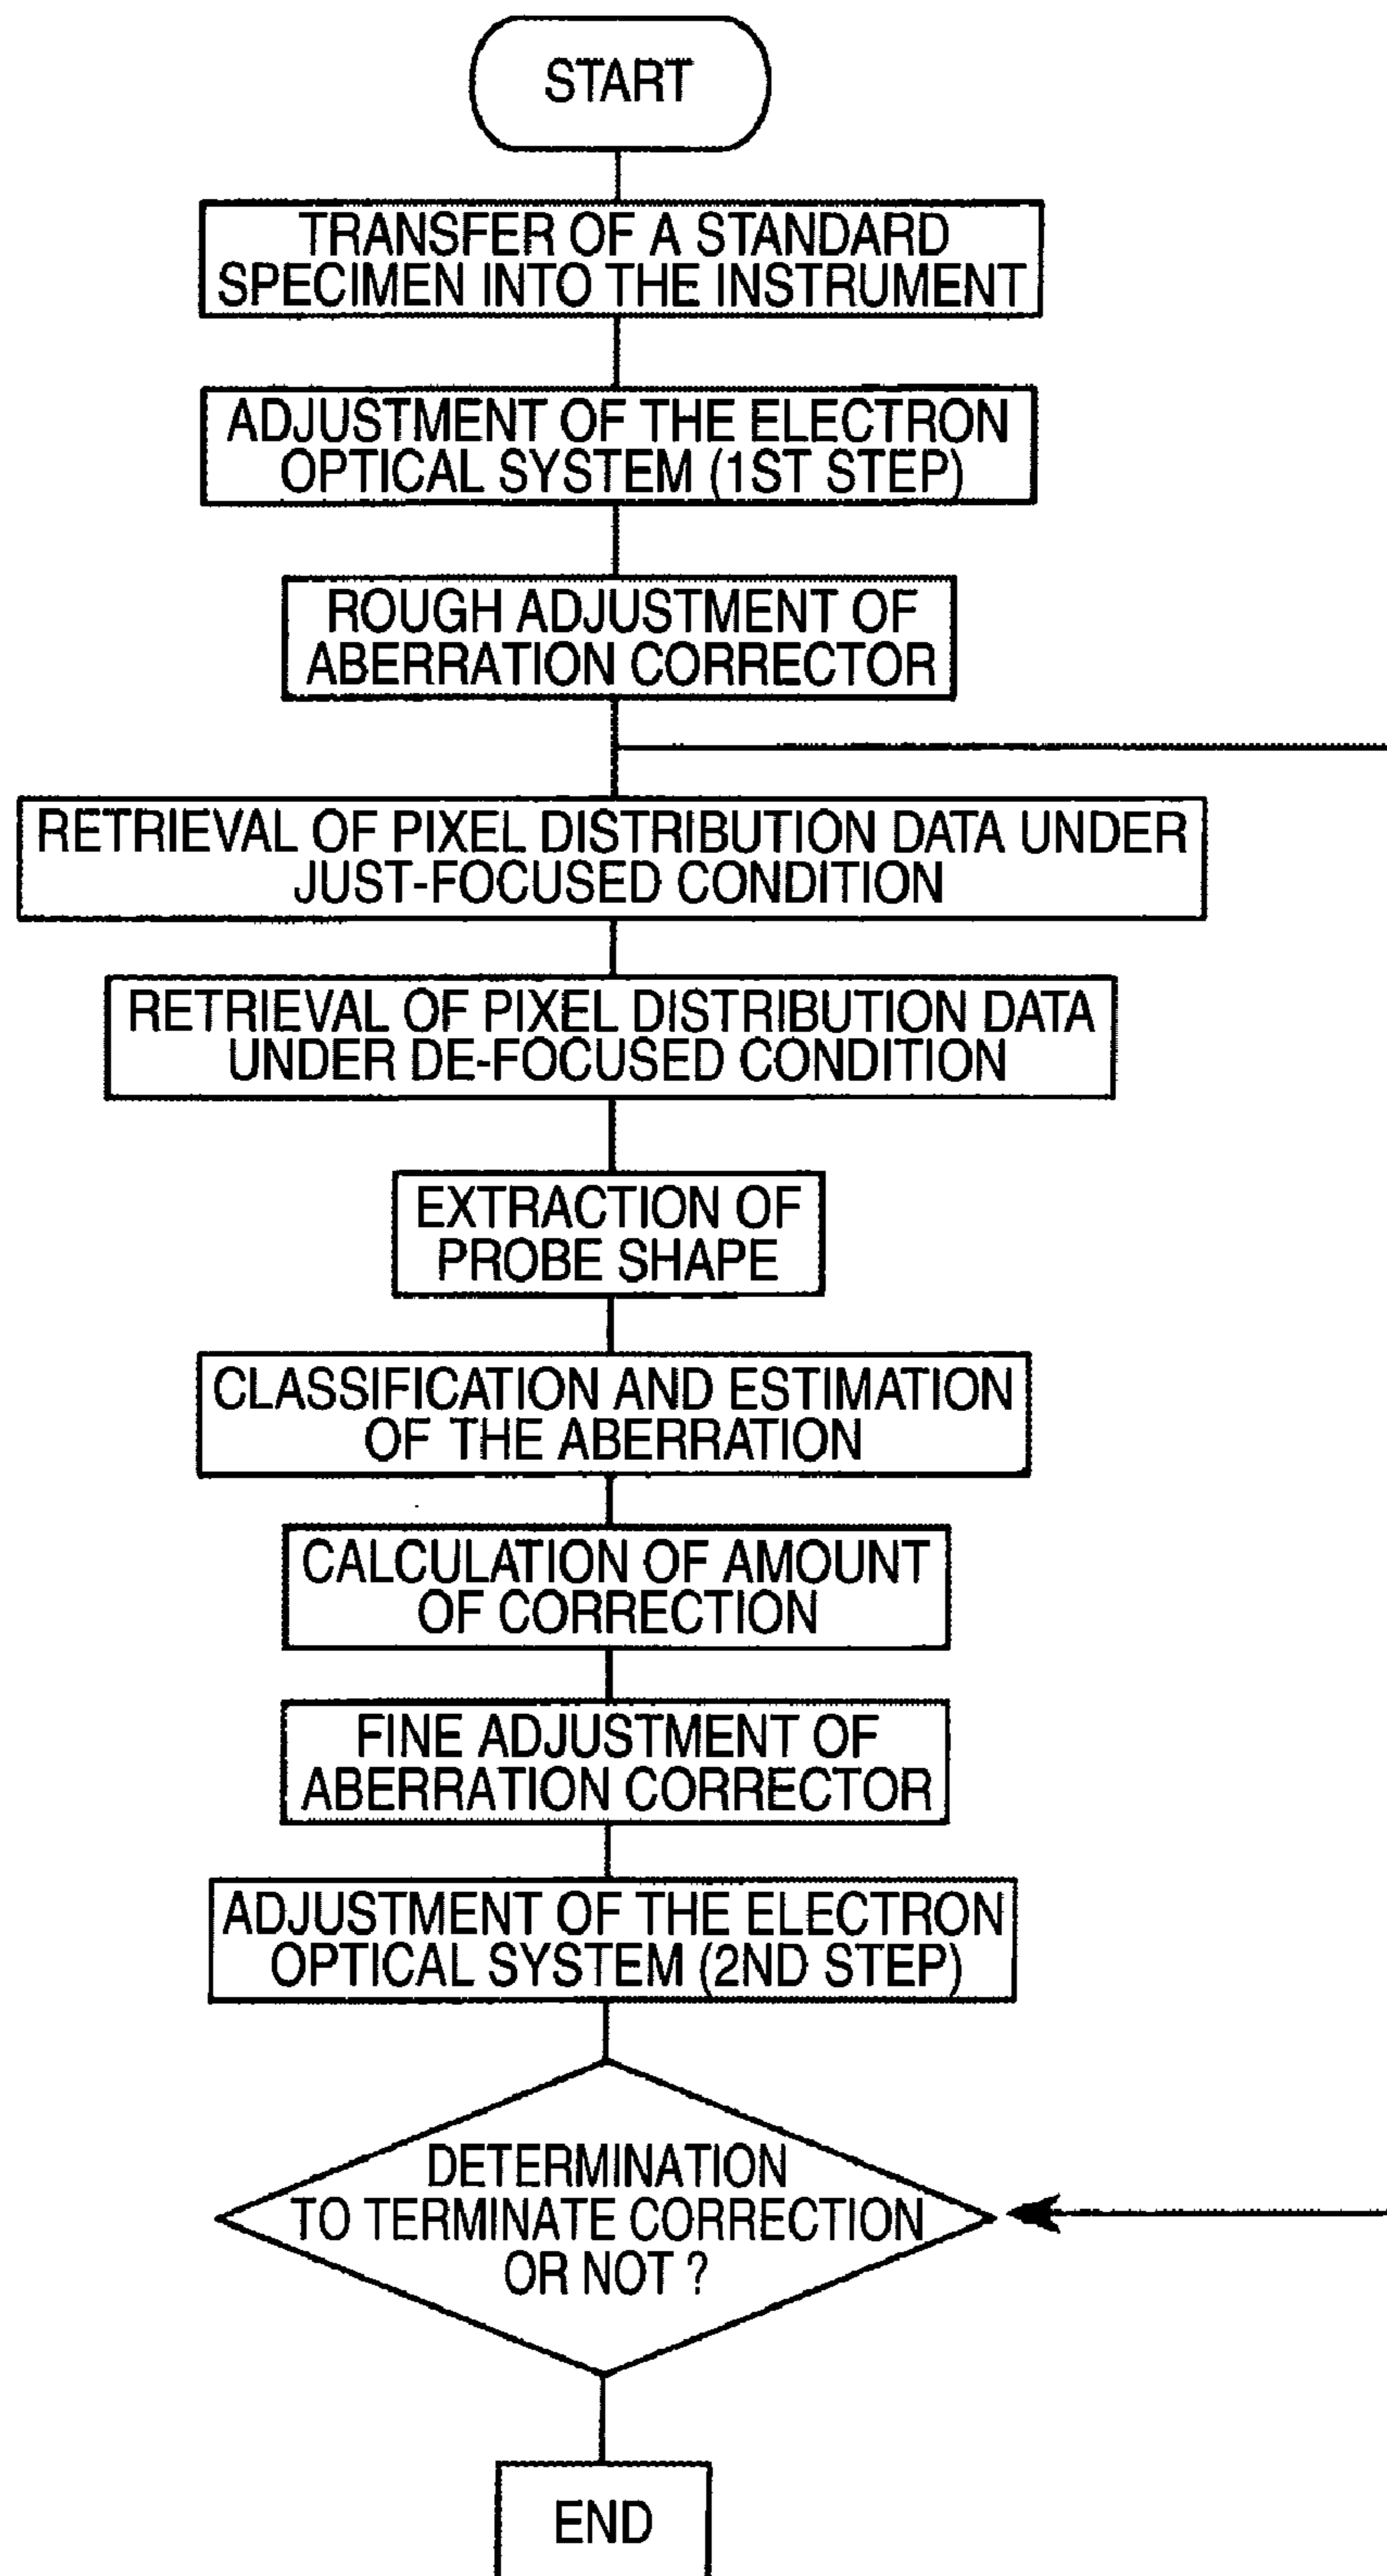 START
TRANSFER OF A STANDARD
SPECIMEN INTO THE INSTRUMENT
ADJUSTMENT OF THE ELECTRON
OPTICAL SYSTEM (1ST STEP)
ROUGH ADJUSTMENT OF
ABERRATION CORRECTOR
RETRIEVAL OF PIXEL DISTRIBUTION DATA UNDER
JUST-FOCUSED CONDITION
RETRIEVAL OF PIXEL DISTRIBUTION DATA
UNDER DE-FOCUSED CONDITION
EXTRACTION OF
PROBE SHAPE
CLASSIFICATION AND ESTIMATION
OF THE ABERRATION
CALCULATION OF AMOUNT
OF CORRECTION
FINE ADJUSTMENT OF
ABERRATION CORRECTOR
ADJUSTMENT OF THE ELECTRON
OPTICAL SYSTEM (2ND STEP)
DETERMINATION
TO TERMINATE CORRECTION
OR NOT ?
END